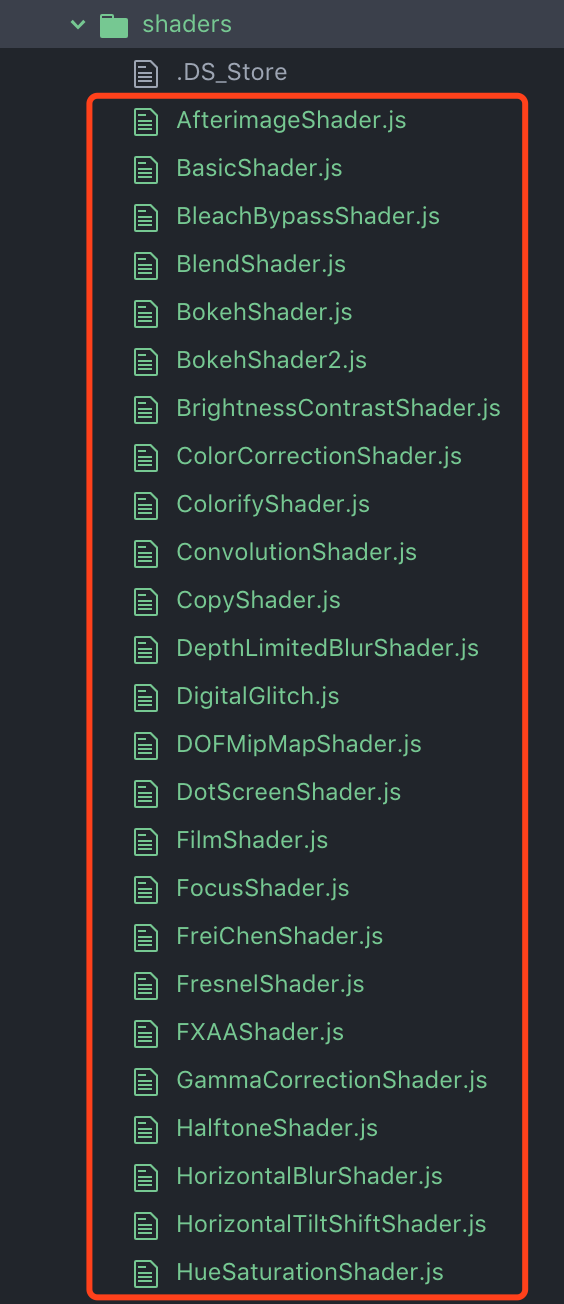 shaders
.DS_Store
AfterimageShader.js
BasicShader.js
BleachBypassShader.js
BlendShader.js
BokehShader.js
BokehShader2.js
BrightnessContrastShader.js
ColorCorrectionShader.js
ColorifyShader.js
ConvolutionShader.js
CopyShader.js
DepthLimitedBlurShader.js
DigitalGlitch.js
DOFMipMapShader.js
DotScreenShader.js
FilmShader.js
FocusShader.js
FreiChenShader.js
FresnelShader.js
FXAAShader.js
GammaCorrectionShader.js
HalftoneShader.js
HorizontalBlurShader.js
HorizontalTiltShiftShader.js
HueSaturationShader.js